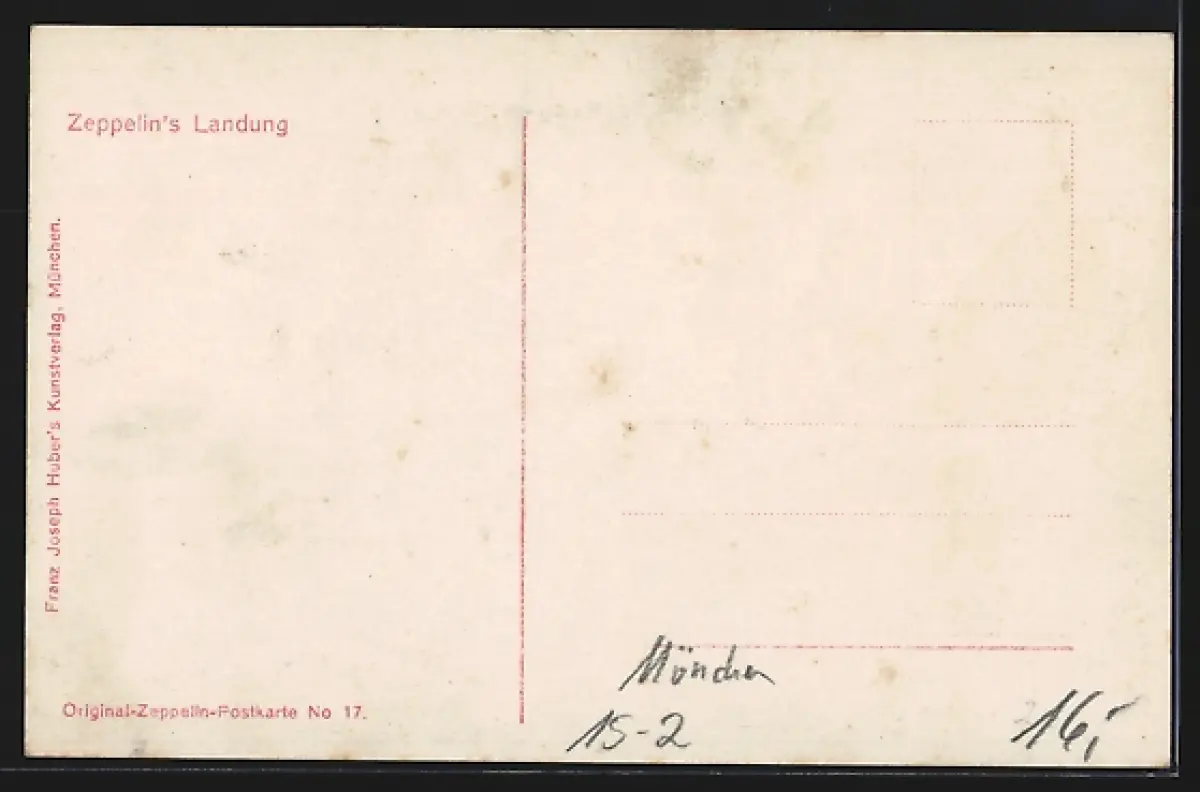 Zeppelin's Landung
Franz Joseph Huber's Kunstverlag, München.
Original-Zeppelin-Postkarte No 17.
München
15-2
16,-